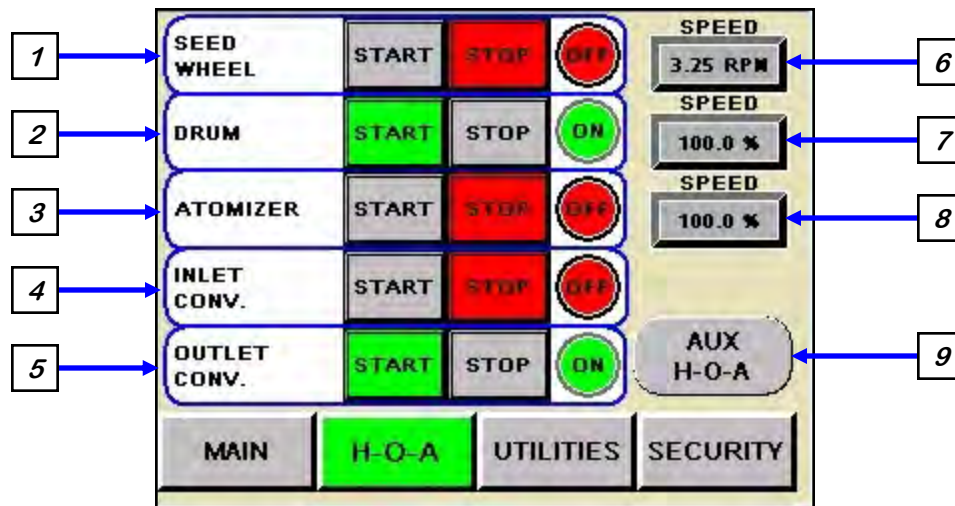 1
SEED
WHEEL
START
STOP
OFF
SPEED
3.25 RPM
6
2
DRUM
START
STOP
ON
SPEED
100.0 %
7
3
ATOMIZER
START
STOP
OFF
SPEED
100.0 %
8
4
INLET
CONV.
START
STOP
OFF
5
OUTLET
CONV.
START
STOP
ON
AUX
H-O-A
9
MAIN
H-O-A
UTILITIES
SECURITY